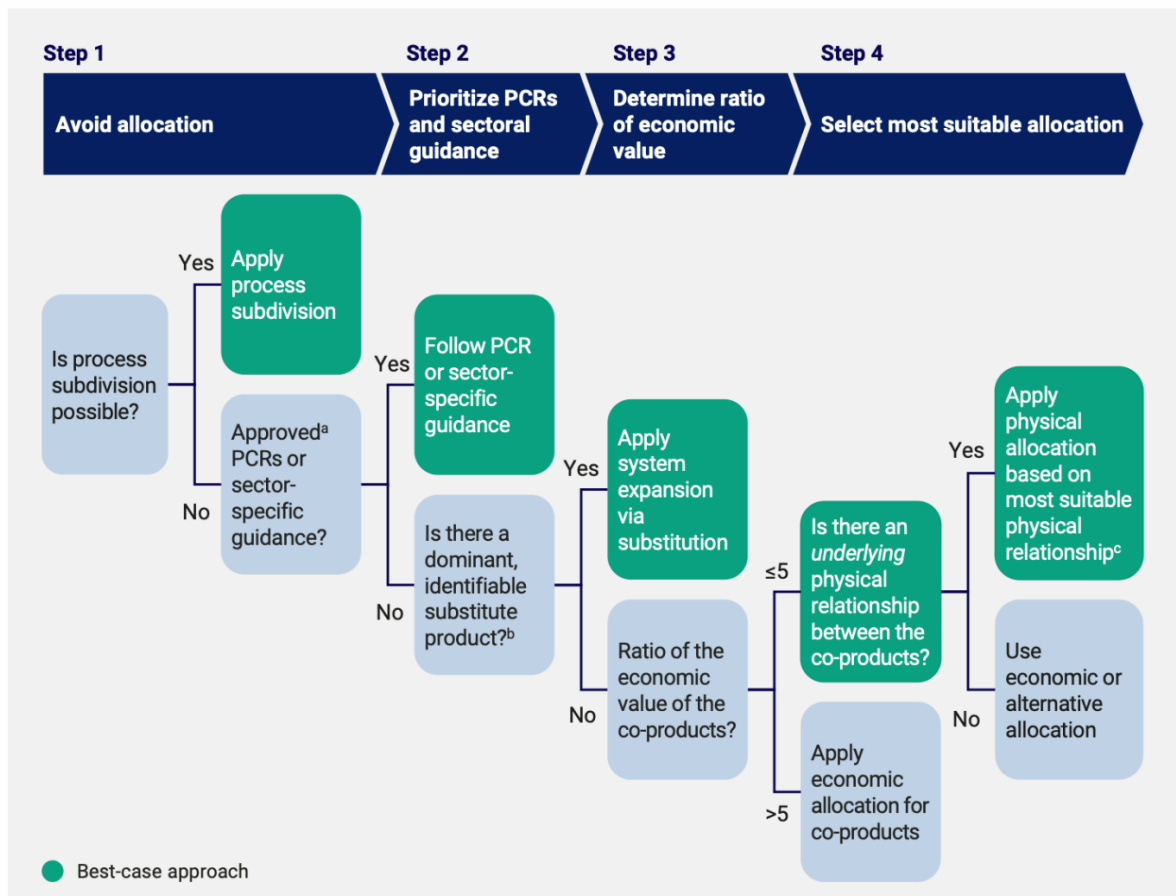 Step 1
Step 2
Step 3
Step 4
Avoid allocation
Prioritize PCRs
and sectoral
guidance
Determine ratio
of economic
value
Select most suitable allocation
Is process
subdivision
possible?
Yes
Apply
process
subdivision
No
Approvedᵃ
PCRs or
sector-
specific
guidance?
Yes
Follow PCR
or sector-
specific
guidance
No
Is there a
dominant,
identifiable
substitute
product?ᵇ
Yes
Apply
system
expansion
via
substitution
No
Ratio of the
economic
value of the
co-products?
≤5
Is there an
underlying
physical
relationship
between the
co-products?
>5
Apply
economic
allocation for
co-products
Yes
Apply
physical
allocation
based on
most suitable
physical
relationshipᶜ
No
Use
economic or
alternative
allocation
Best-case approach